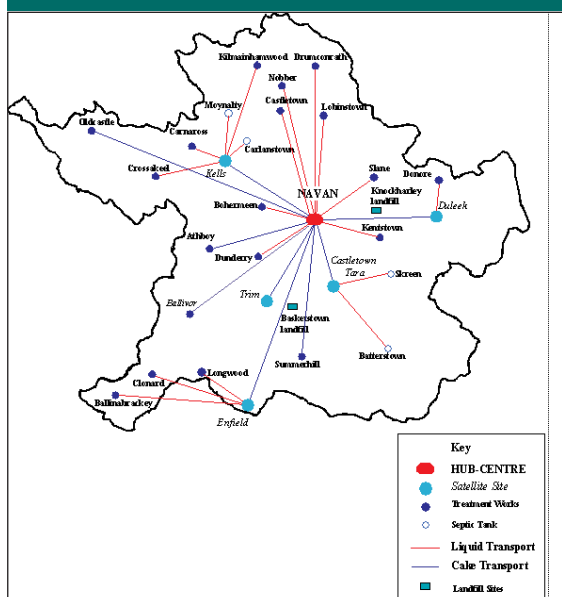 Kilmainhamwood
Drumconrath
Nobber
Moynalty
Castletown
Lobinstown
Oldcastle
Carnaross
Carlanstown
Crossakeel
Kells
Slane
Donore
NAVAN
Knockharley
landfill
Duleek
Bohermeen
Kentstown
Athboy
Dunderry
Castletown
Tara
Skreen
Ballivor
Trim
Baskerstown
landfill
Batterstown
Summerhill
Longwood
Clonard
Ballinabrackey
Enfield
Key
HUB-CENTRE
Satellite Site
Treatment Works
Septic Tank
Liquid Transport
Cake Transport
Landfill Sites